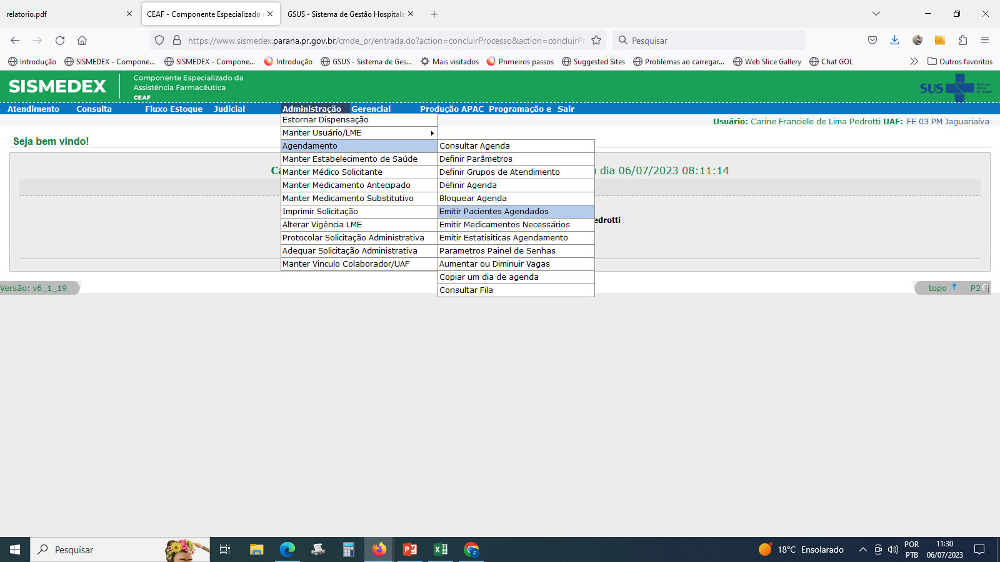 relatorio.pdf
CEAF - Componente Especializado
GSUS - Sistema de Gestão Hospitala
https://www.sismedex.parana.pr.gov.br/cmde_pr/entrada.do?action=concluirProcesso&action=concluirP
Pesquisar
Introdução
SISMEDEX - Compone...
SISMEDEX - Compone...
Introdução
GSUS - Sistema de Ges...
Mais visitados
Primeiros passos
Suggested Sites
Problemas ao carregar...
Web Slice Gallery
Chat GOL
Outros favoritos
SISMEDEX
Componente Especializado da
Assistência Farmacêutica
CEAF
SUS
Sistema
Único
de Saúde
Atendimento
Consulta
Fluxo Estoque
Judicial
Administração
Gerencial
Produção APAC
Programação e
Sair
Usuário: Carine Franciele de Lima Pedrotti UAF: FE 03 PM Jaguariaíva
Seja bem vindo!
Estornar Dispensação
Manter Usuário/LME
Agendamento
Manter Estabelecimento de Saúde
Manter Médico Solicitante
Manter Medicamento Antecipado
Manter Medicamento Substitutivo
Imprimir Solicitação
Alterar Vigência LME
Protocolar Solicitação Administrativa
Adequar Solicitação Administrativa
Manter Vinculo Colaborador/UAF
Consultar Agenda
Definir Parâmetros
Definir Grupos de Atendimento
Definir Agenda
Bloquear Agenda
Emitir Pacientes Agendados
Emitir Medicamentos Necessários
Emitir Estatisiticas Agendamento
Parametros Painel de Senhas
Aumentar ou Diminuir Vagas
Copiar um dia de agenda
Consultar Fila
Ca
dia 06/07/2023 08:11:14
edrotti
Versão: v6_1_19
topo
P2
Pesquisar
18°C Ensolarado
POR
PTB
11:30
06/07/2023